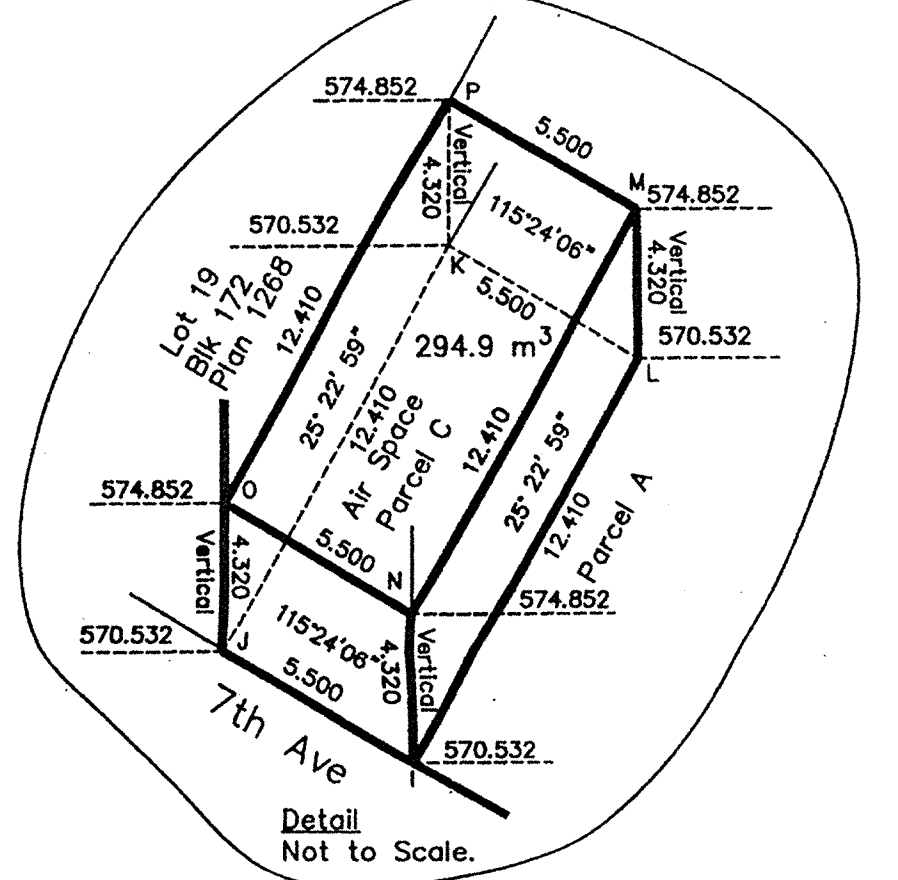 574.852
P
5.500
Vertical
4.320
M
574.852
115°24'06"
570.532
K
5.500
Vertical
4.320
Lot 19
Blk 172
Plan 1268
12.410
294.9 m³
570.532
L
25° 22' 59"
12.410
Air Space
Parcel C
12.410
25° 22' 59"
12.410
Parcel A
574.852
O
5.500
N
574.852
Vertical
4.320
115°24'06"
4.320
Vertical
570.532
J
5.500
7th Ave
570.532
I
Detail
Not to Scale.